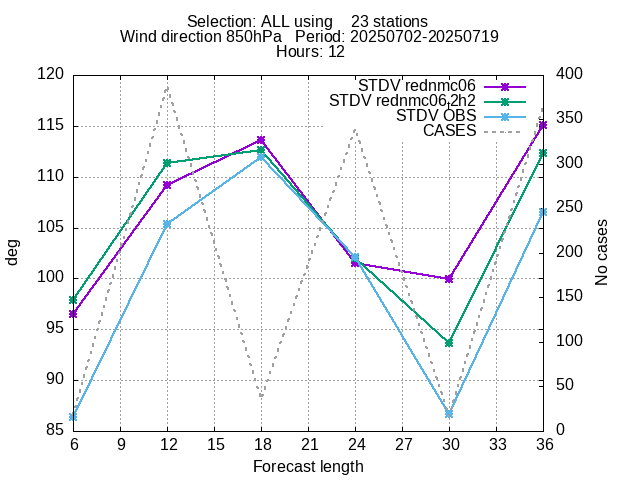 Selection: ALL using    23 stations
Wind direction 850hPa   Period: 20250702-20250719
Hours: 12
STDV rednmc06
STDV rednmc06,2h2
STDV OBS
CASES
120
115
110
105
100
95
90
85
400
350
300
250
200
150
100
50
0
deg
No cases
6 9 12 15 18 21 24 27 30 33 36
Forecast length